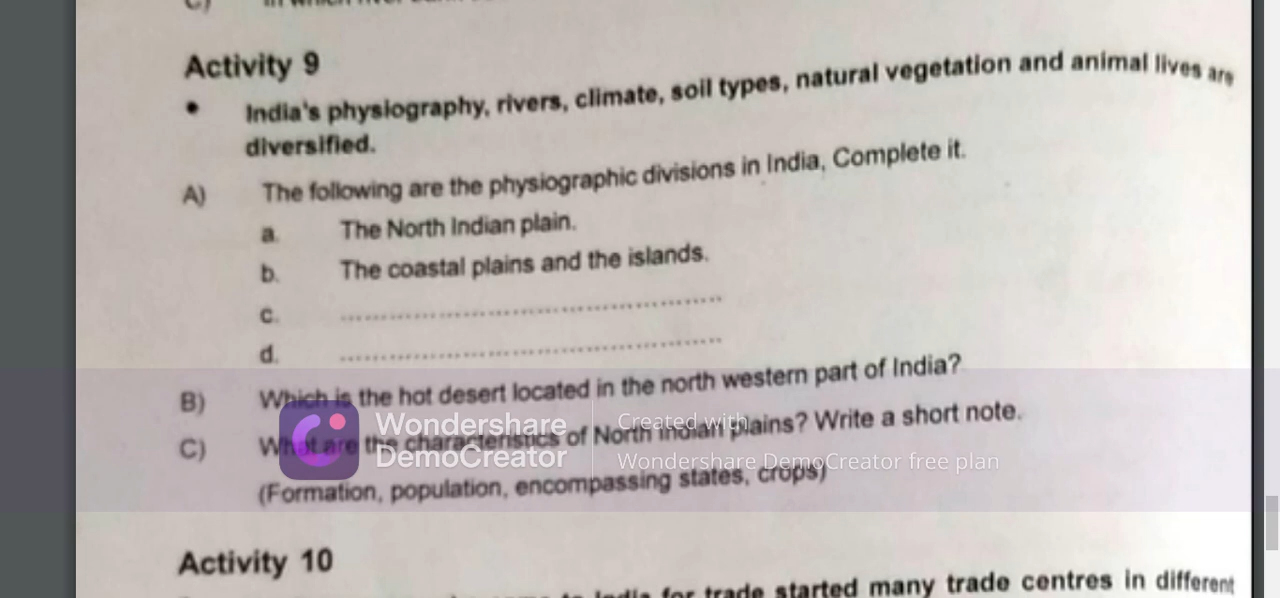 Activity 9
• India's physiography, rivers, climate, soil types, natural vegetation and animal lives are
diversified.
A) The following are the physiographic divisions in India, Complete it.
a. The North Indian plain.
b. The coastal plains and the islands.
c. ................................................
d. ................................................
B) Which is the hot desert located in the north western part of India?
C) What are the characteristics of North Indian plains? Write a short note.
(Formation, population, encompassing states, crops)
Wondershare
DemoCreator
Created with
Wondershare DemoCreator free plan
Activity 10
to India for trade started many trade centres in different